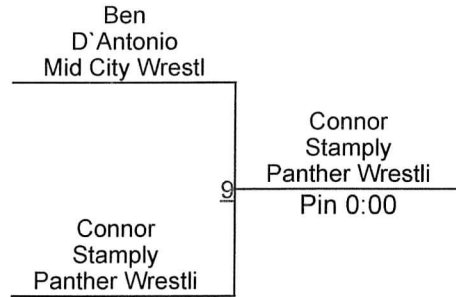 Ben
D`Antonio
Mid City Wrestl
Connor
Stamply
Panther Wrestli
9
Pin 0:00
Connor
Stamply
Panther Wrestli